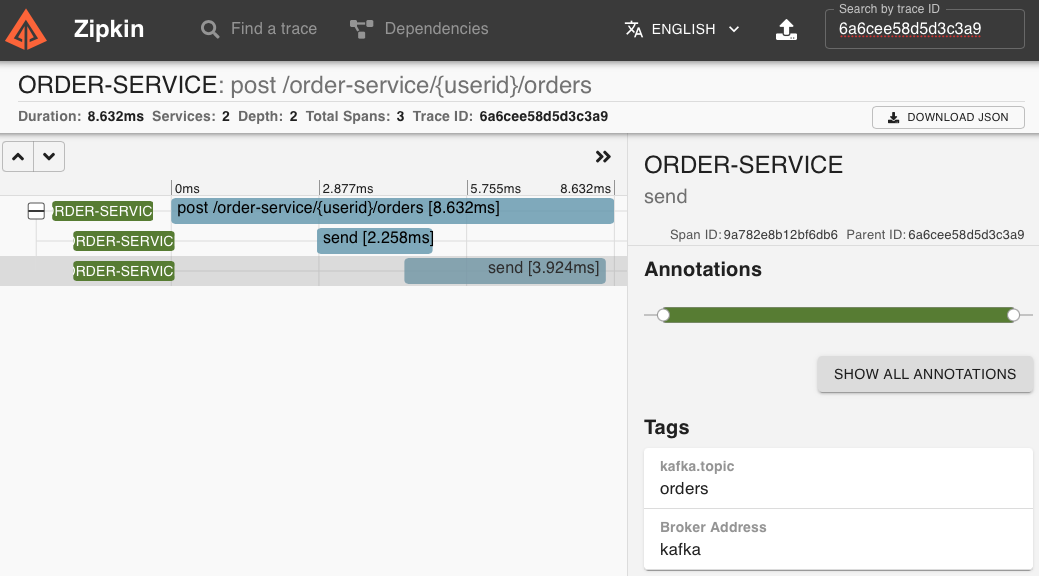 Zipkin
Find a trace
Dependencies
ENGLISH
Search by trace ID
6a6cee58d5d3c3a9
ORDER-SERVICE: post /order-service/{userid}/orders
Duration: 8.632ms Services: 2 Depth: 2 Total Spans: 3 Trace ID: 6a6cee58d5d3c3a9
DOWNLOAD JSON
0ms 2.877ms 5.755ms 8.632ms
RDER-SERVIC post /order-service/{userid}/orders [8.632ms]
RDER-SERVIC send [2.258ms]
RDER-SERVIC send [3.924ms]
ORDER-SERVICE
send
Span ID: 9a782e8b12bf6db6 Parent ID: 6a6cee58d5d3c3a9
Annotations
SHOW ALL ANNOTATIONS
Tags
kafka.topic
orders
Broker Address
kafka